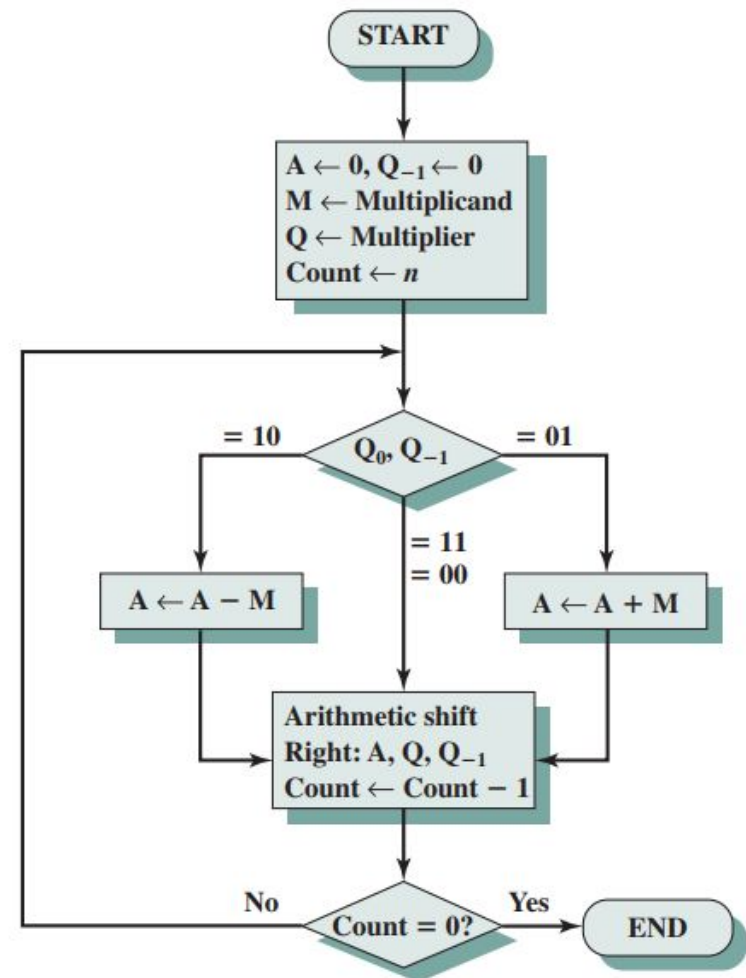 START
A ← 0, Q₋₁ ← 0
M ← Multiplicand
Q ← Multiplier
Count ← n
= 10
Q₀, Q₋₁
= 01
= 11
= 00
A ← A − M
A ← A + M
Arithmetic shift
Right: A, Q, Q₋₁
Count ← Count − 1
No
Count = 0?
Yes
END